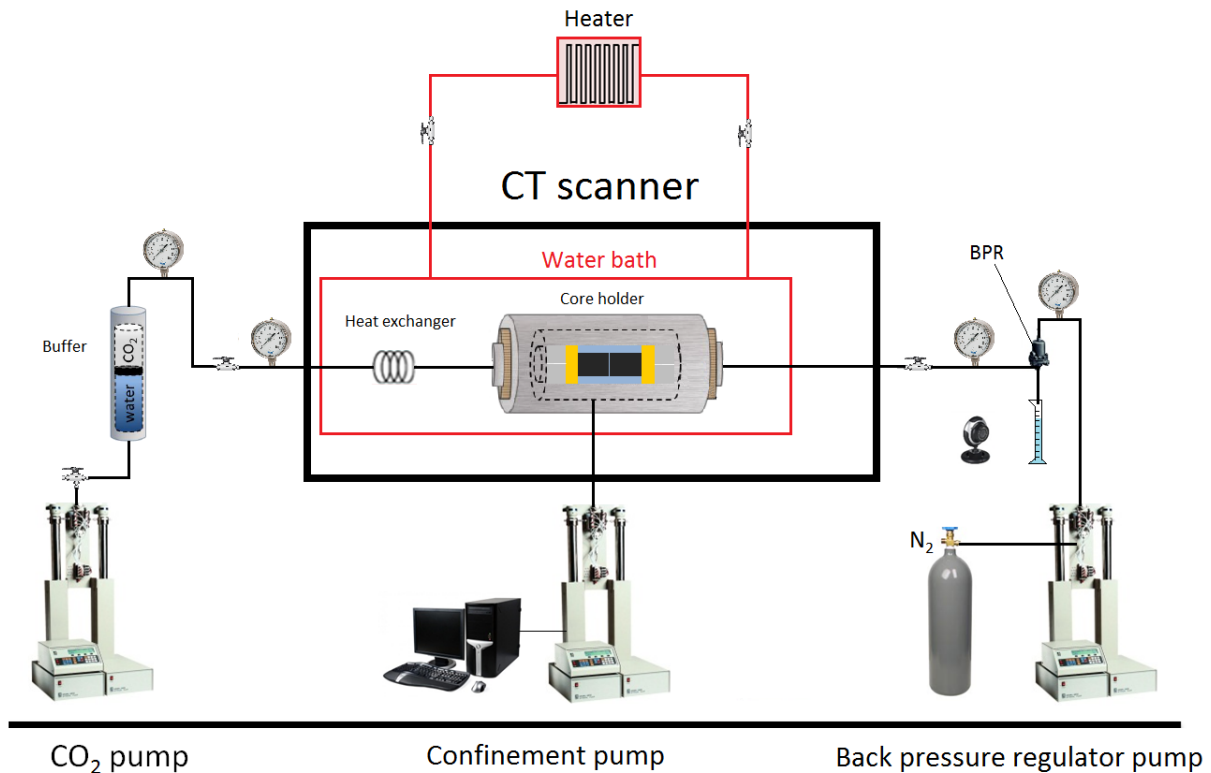 Heater
CT scanner
Water bath
BPR
Core holder
Heat exchanger
Buffer
CO₂
water
N₂
CO₂ pump
Confinement pump
Back pressure regulator pump